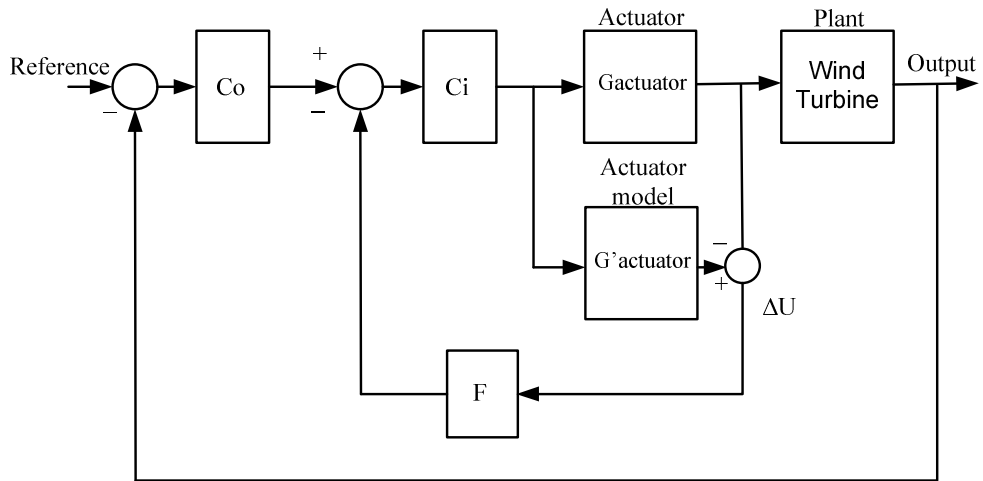 Actuator
Plant
Reference
Co
+
−
−
Ci
Gactuator
Wind
Turbine
Output
Actuator
model
G'actuator
−
+
ΔU
F